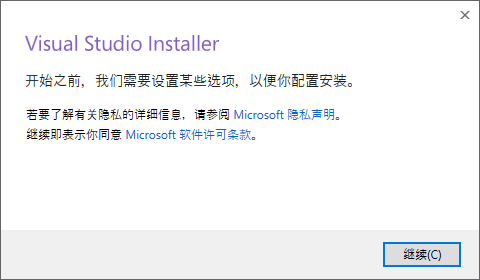 Visual Studio Installer
开始之前，我们需要设置某些选项，以便你配置安装。
若要了解有关隐私的详细信息，请参阅 Microsoft 隐私声明。
继续即表示你同意 Microsoft 软件许可条款。
继续(C)